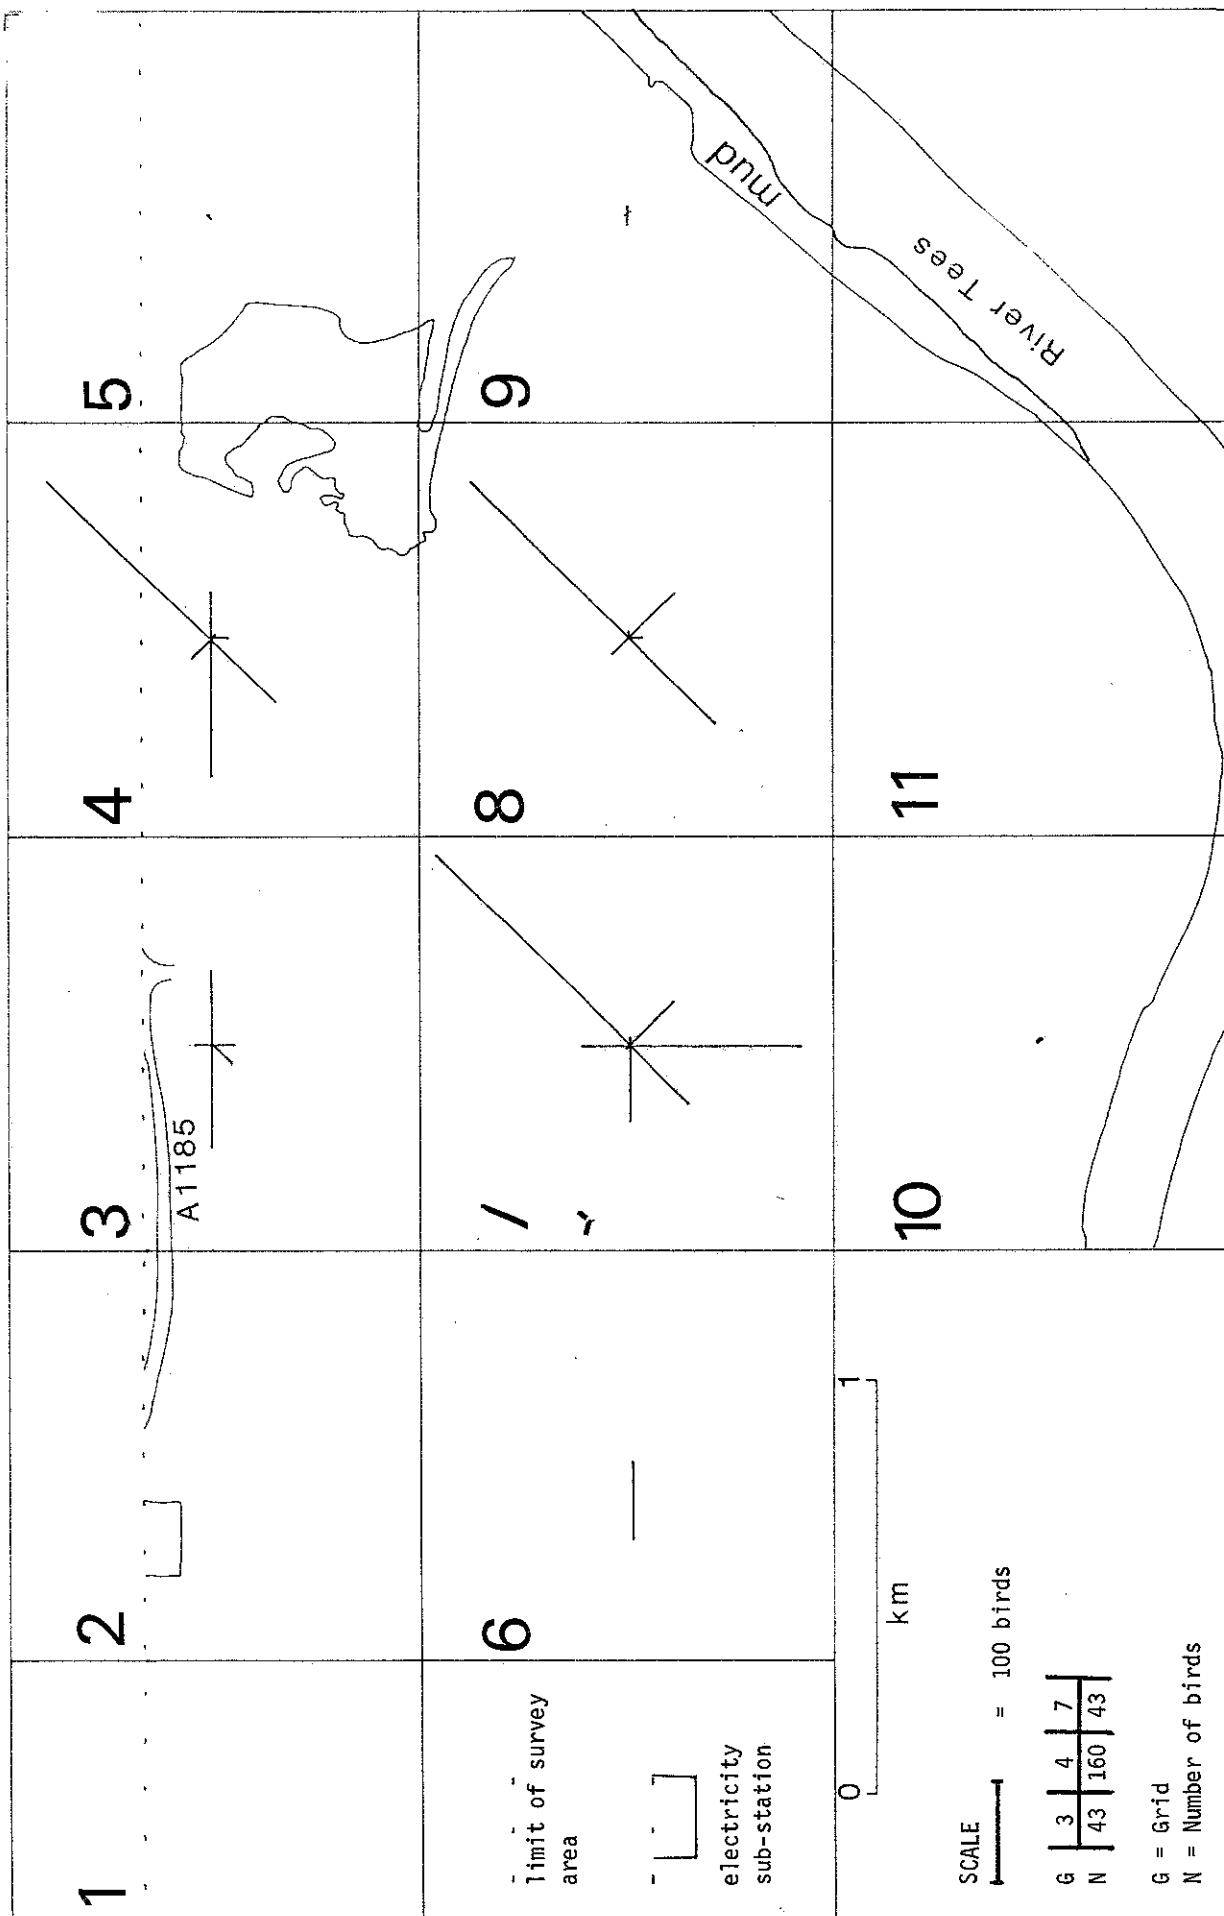 1
2
3
4
5
A1185
6
/
8
9
mud
River Tees
10
11
limit of survey
area
electricity
sub-station
0
1
km
SCALE
= 100 birds
G 3 4 7
N 43 160 43
G = Grid
N = Number of birds